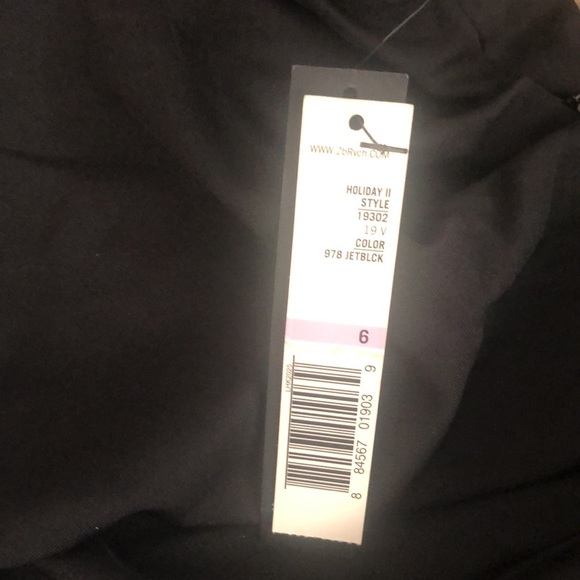 HOLIDAY II
STYLE
19302
19 V
COLOR
978 JETBLCK
6
8 84567 01903 9